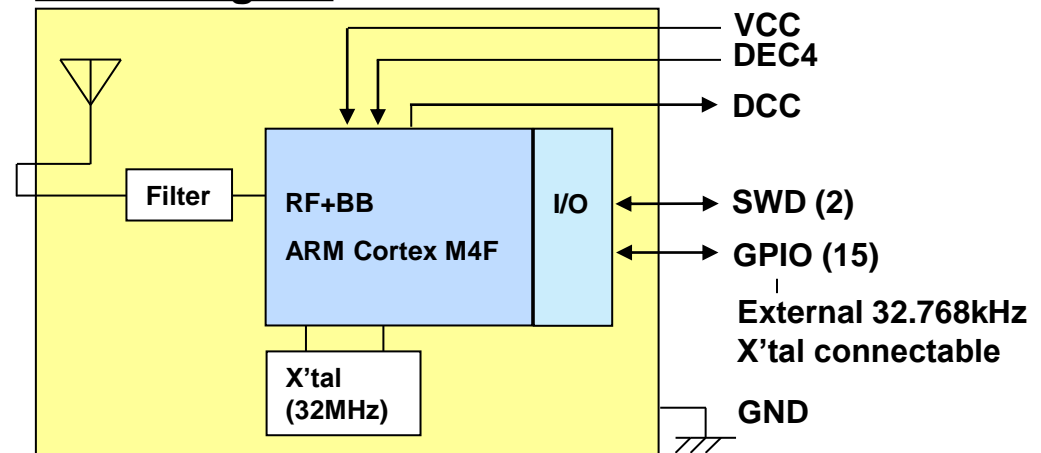 VCC
DEC4
DCC
Filter
RF+BB
ARM Cortex M4F
I/O
SWD (2)
GPIO (15)
External 32.768kHz
X'tal connectable
X'tal
(32MHz)
GND